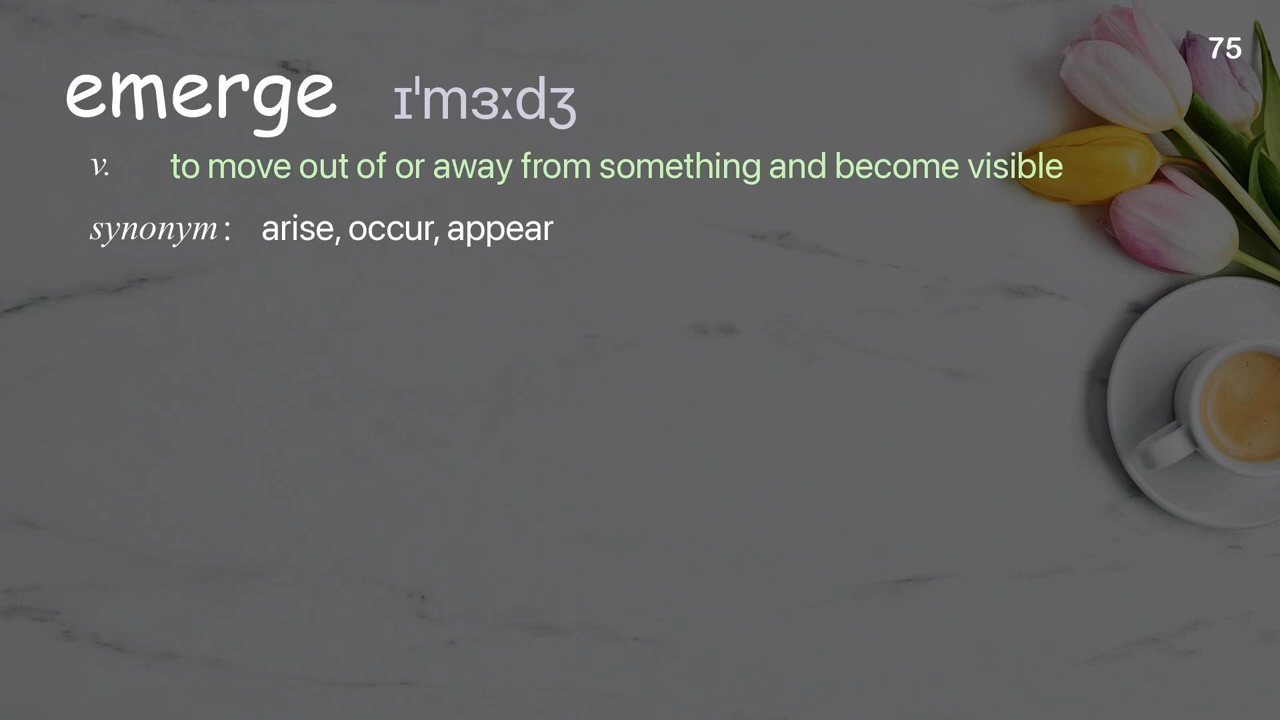 75
emerge ɪˈmɜːdʒ
v. to move out of or away from something and become visible
synonym: arise, occur, appear